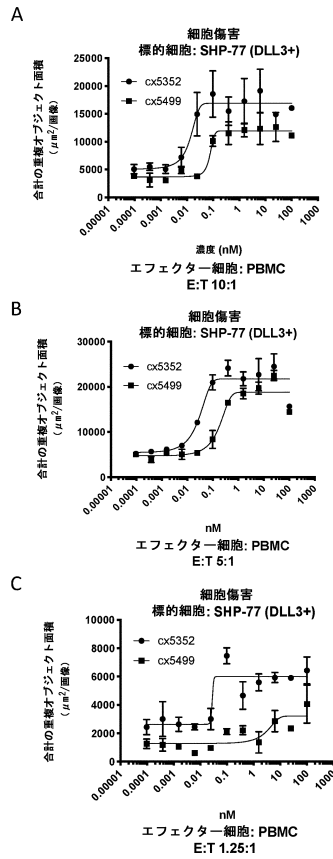 A
細胞傷害
標的細胞: SHP-77 (DLL3+)
合計の重複オブジェクト面積
(μm²/画像)
25000
20000
15000
10000
5000
0
cx5352
cx5499
0.00001
0.0001
0.001
0.01
0.1
1
10
100
1000
濃度 (nM)
エフェクター細胞: PBMC
E:T 10:1
B
細胞傷害
標的細胞: SHP-77 (DLL3+)
合計の重複オブジェクト面積
(μm²/画像)
30000
20000
10000
0
cx5352
cx5499
0.00001
0.0001
0.001
0.01
0.1
1
10
100
1000
nM
エフェクター細胞: PBMC
E:T 5:1
C
細胞傷害
標的細胞: SHP-77 (DLL3+)
合計の重複オブジェクト面積
(μm²/画像)
10000
8000
6000
4000
2000
0
cx5352
cx5499
0.00001
0.0001
0.001
0.01
0.1
1
10
100
1000
nM
エフェクター細胞: PBMC
E:T 1.25:1